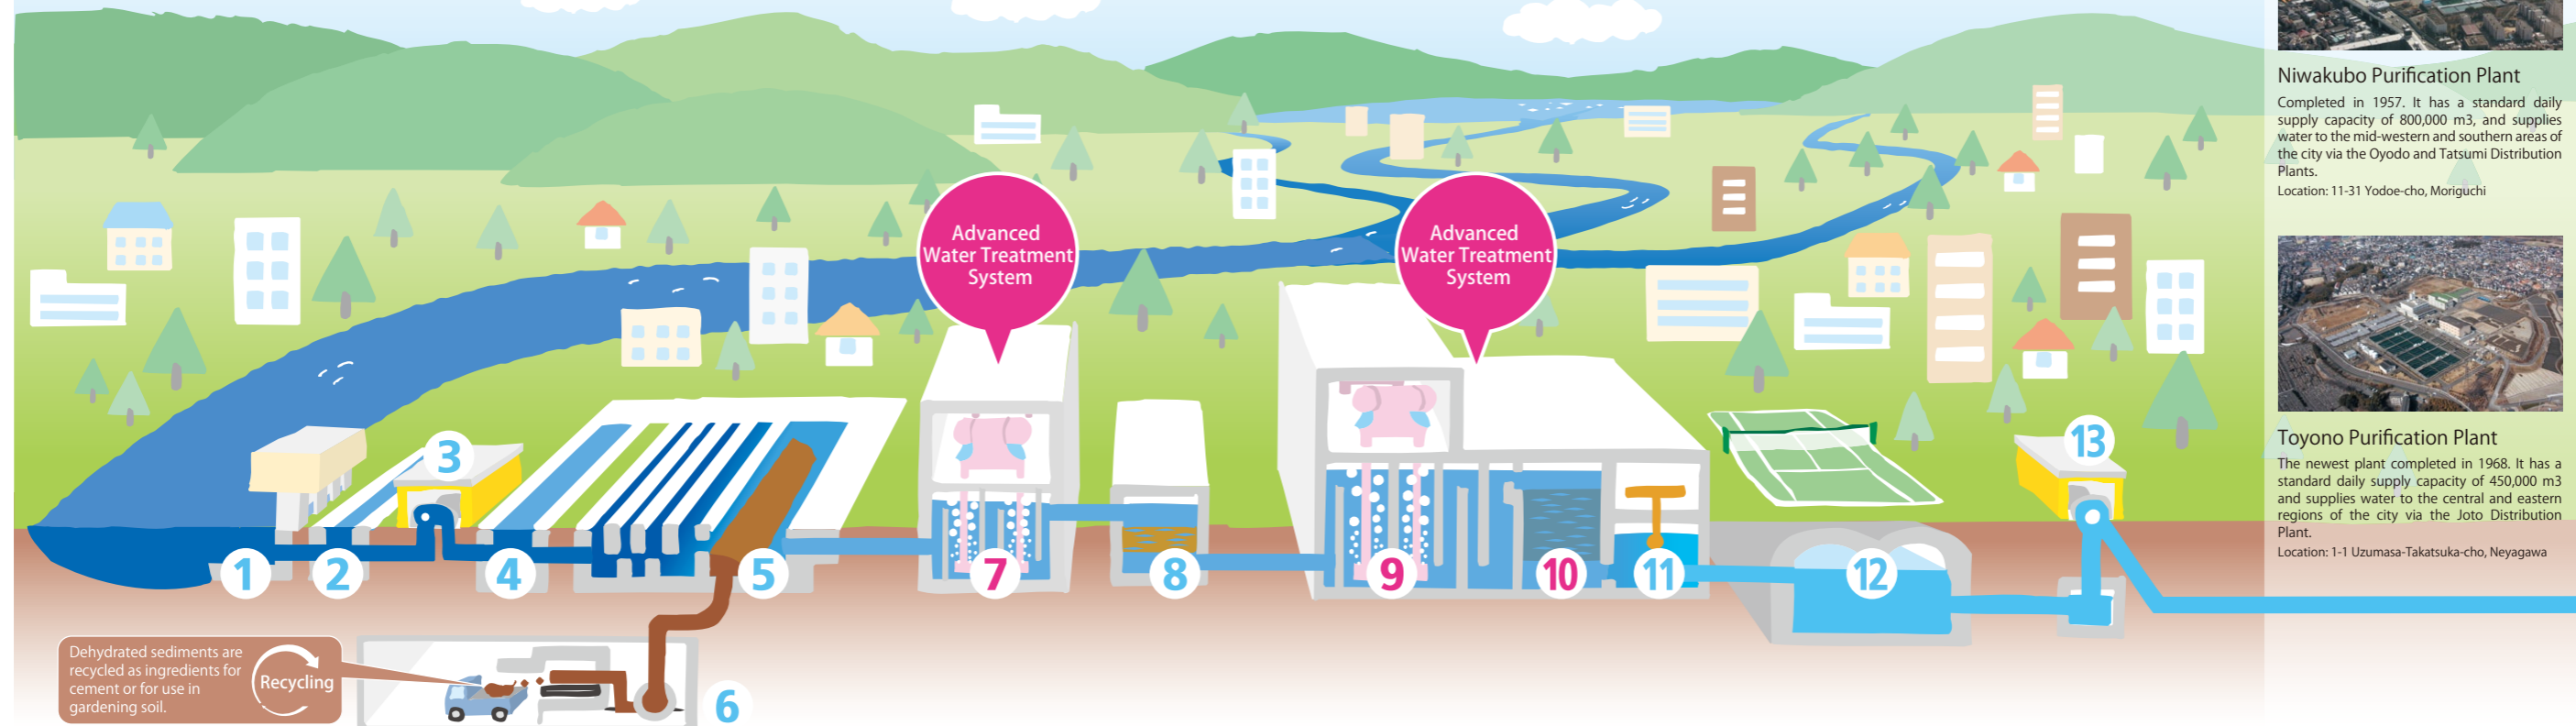 Advanced
Water Treatment
System
Advanced
Water Treatment
System
3
13
1
2
4
5
7
8
9
10
11
12
6
Dehydrated sediments are
recycled as ingredients for
cement or for use in
gardening soil.
Recycling
Niwakubo Purification Plant
Completed in 1957. It has a standard daily
supply capacity of 800,000 m3, and supplies
water to the mid-western and southern areas of
the city via the Oyodo and Tatsumi Distribution
Plants.
Location: 11-31 Yodoe-cho, Moriguchi
Toyono Purification Plant
The newest plant completed in 1968. It has a
standard daily supply capacity of 450,000 m3
and supplies water to the central and eastern
regions of the city via the Joto Distribution
Plant.
Location: 1-1 Uzumasa-Takatsuka-cho, Neyagawa